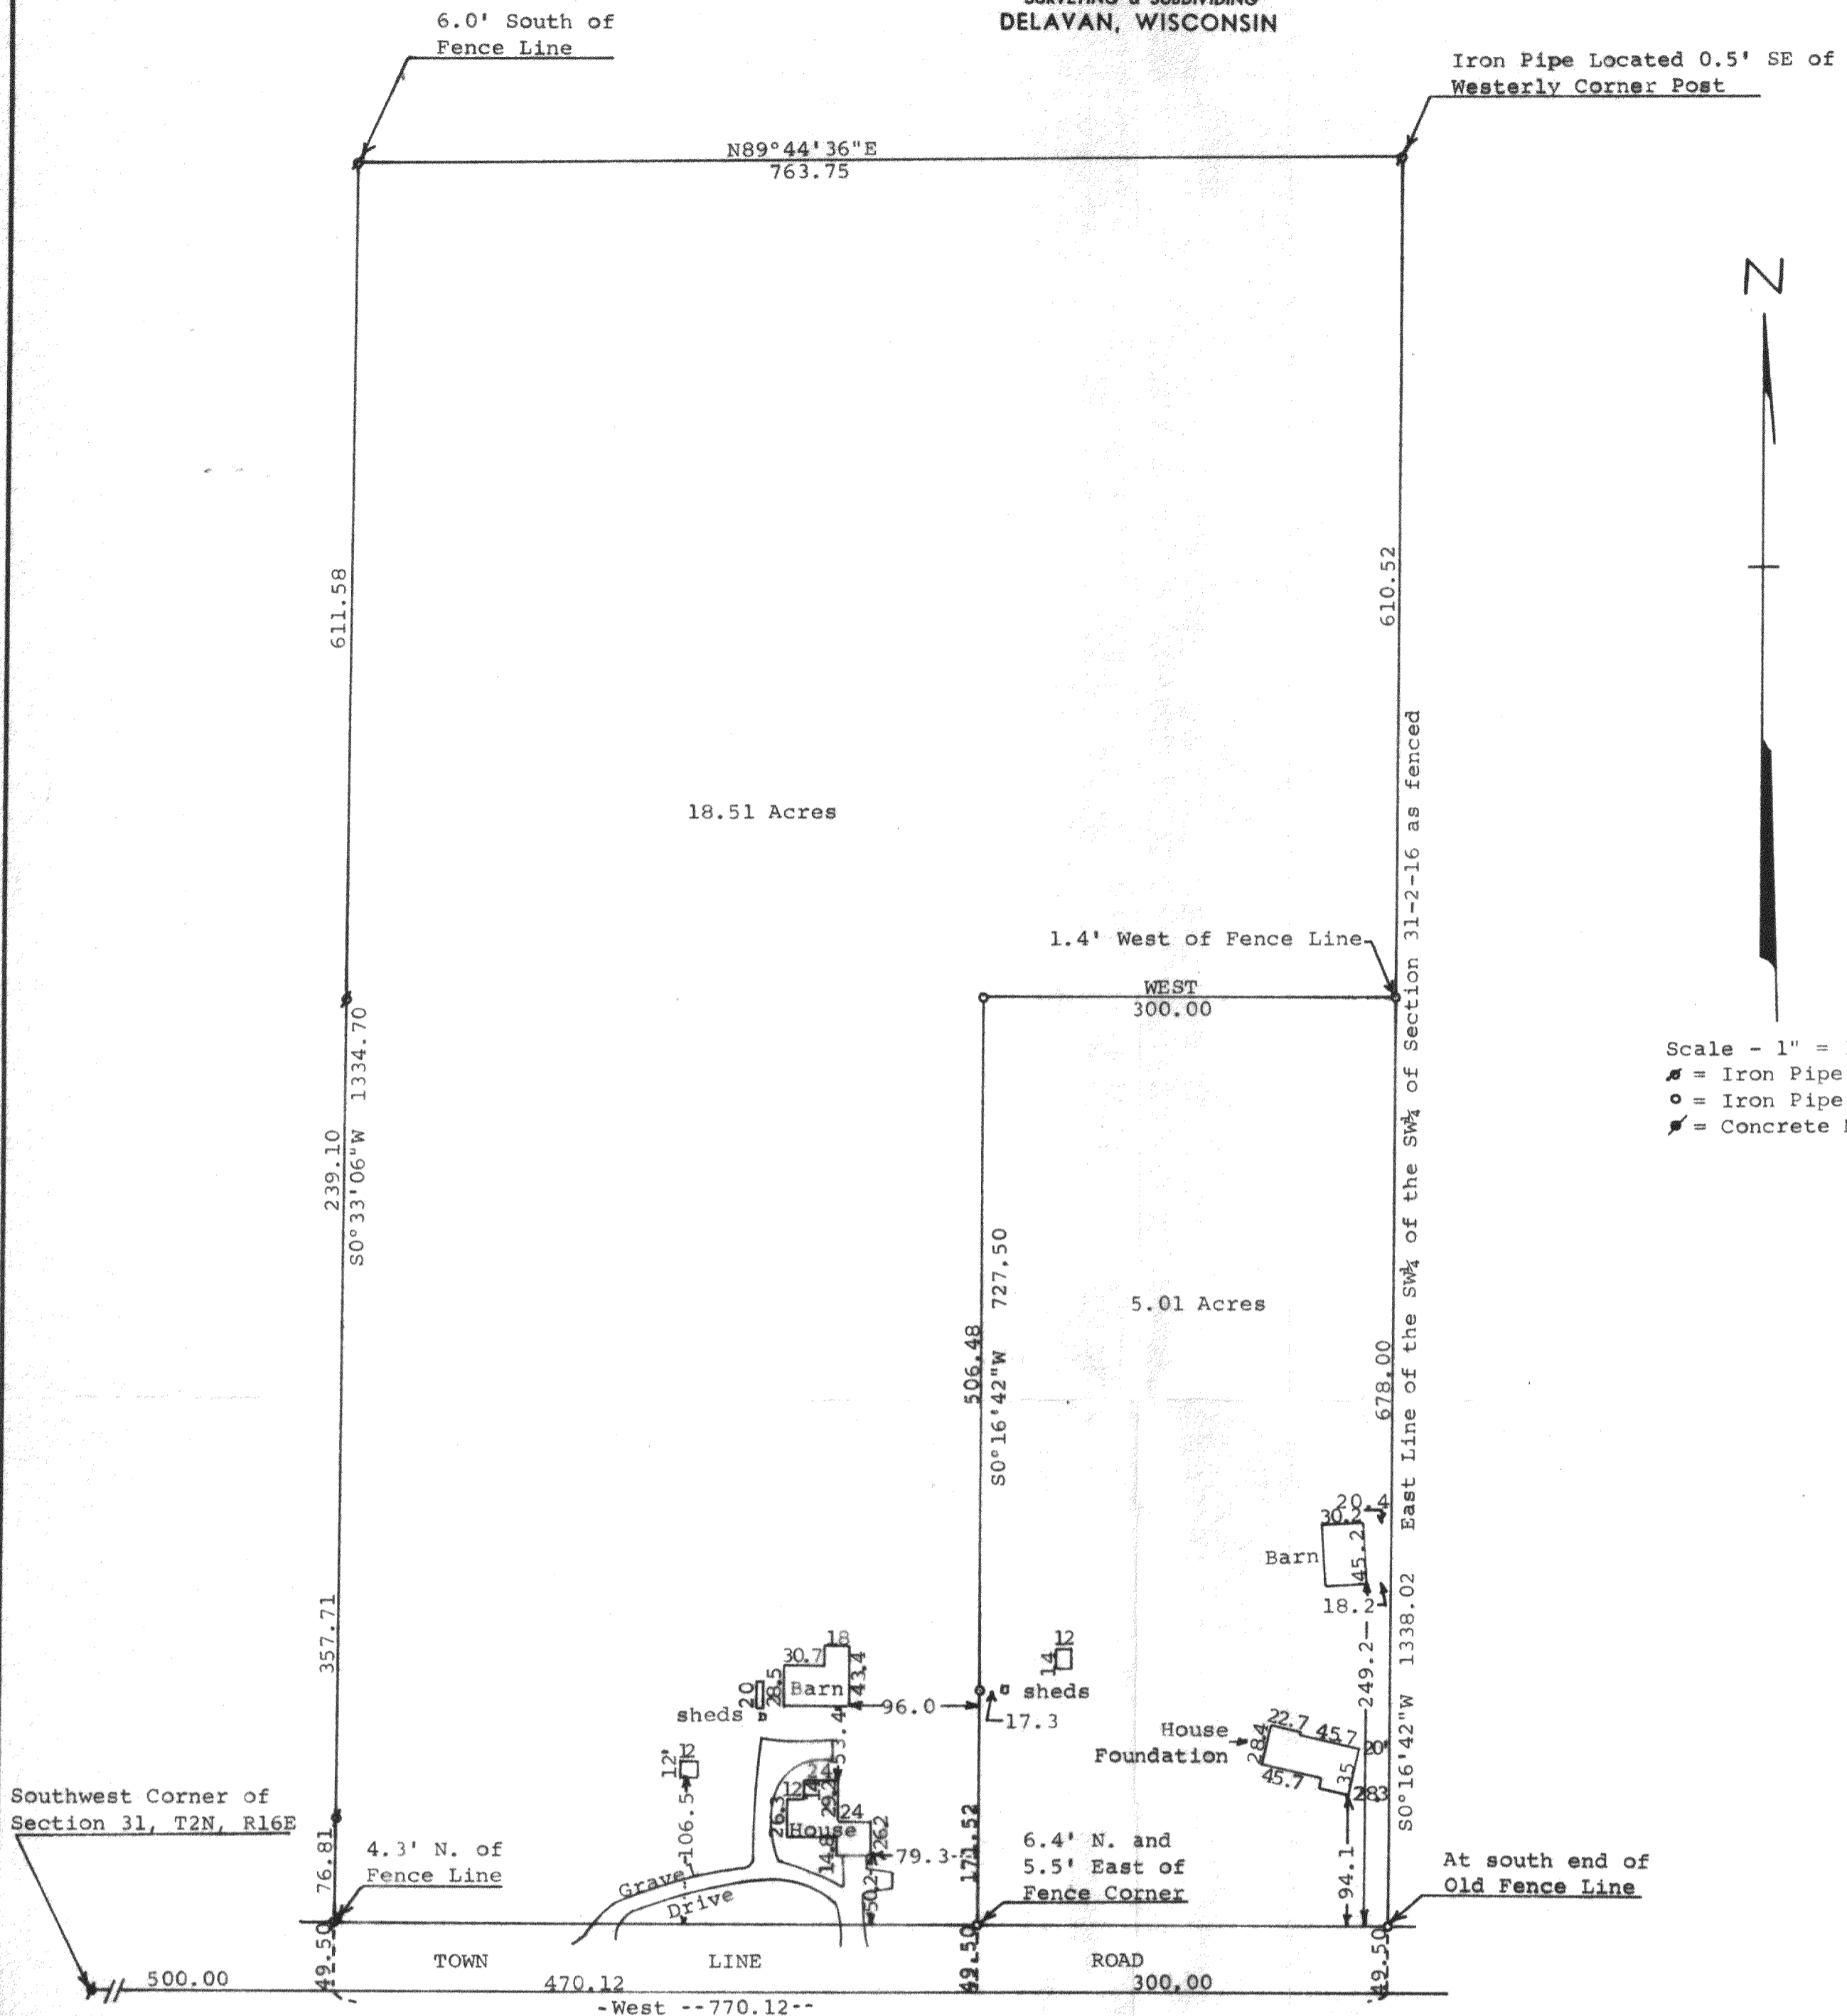 SURVEYING & SUBDIVIDING
DELAVAN, WISCONSIN
6.0' South of
Fence Line
Iron Pipe Located 0.5' SE of
Westerly Corner Post
N89°44'36"E
763.75
N
611.58
610.52
18.51 Acres
East Line of the SW¼ of the SW¼ of Section 31-2-16 as fenced
1.4' West of Fence Line
WEST
300.00
Scale - 1" =
= Iron Pipe
= Iron Pipe
= Concrete
239.10
S0°33'06"W 1334.70
506.48
S0°16'42"W 727.50
5.01 Acres
678.00
S0°16'42"W 1338.02
357.71
20.4
30.2
45.2
Barn
18.2
249.2
18
30.7
28.5
43.4
Barn
20
sheds
96.0
53.4
12
14
sheds
17.3
House
Foundation
22.7
45.7
20'
28.4
45.7
35
28.3
94.1
12
12'
106.5
24
12
14
29.2
26.3
House
24
14.8
26.2
79.3
50.2
Drive
171.52
Southwest Corner of
Section 31, T2N, R16E
76.81
4.3' N. of
Fence Line
6.4' N. and
5.5' East of
Fence Corner
At south end of
Old Fence Line
49.50
49.50
49.50
TOWN LINE ROAD
500.00
470.12
300.00
-West --770.12--